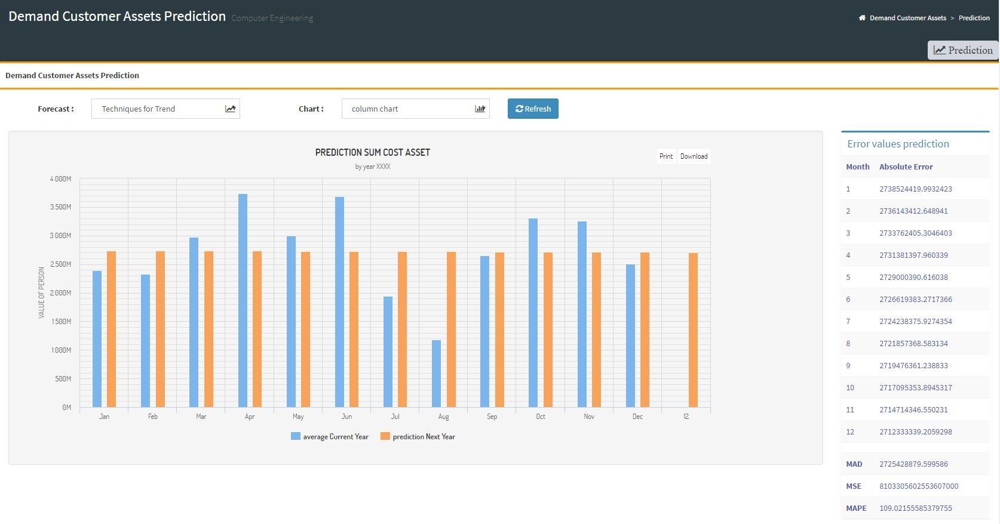 Demand Customer Assets Prediction Computer Engineering
Demand Customer Assets > Prediction
Prediction
Demand Customer Assets Prediction
Forecast : Techniques for Trend Chart : column chart Refresh
PREDICTION SUM COST ASSET
by year XXXX
Print Download
4 000M
3 500M
3 000M
2 500M
2 000M
1 500M
1 000M
500M
0M
VALUE OF PERSON
Jan Feb Mar Apr May Jun Jul Aug Sep Oct Nov Dec 12
average Current Year prediction Next Year
Error values prediction
Month Absolute Error
1 2738524419.9932423
2 2736143412.648941
3 2733762405.3046403
4 2731381397.960339
5 2729000390.616038
6 2726619383.2717366
7 2724238375.9274354
8 2721857368.583134
9 2719476361.238833
10 2717095353.8945317
11 2714714346.550231
12 2712333339.2059298
MAD 2725428879.599586
MSE 8103305602553607000
MAPE 109.02155585379755